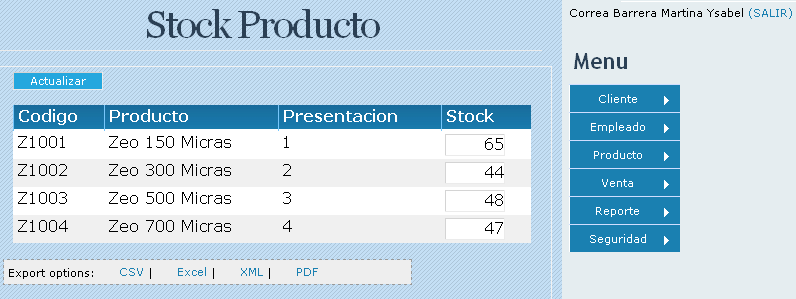 Stock Producto
Correa Barrera Martina Ysabel (SALIR)
Menu
Actualizar
Codigo Producto Presentacion Stock
Z1001 Zeo 150 Micras 1 65
Z1002 Zeo 300 Micras 2 44
Z1003 Zeo 500 Micras 3 48
Z1004 Zeo 700 Micras 4 47
Export options: CSV | Excel | XML | PDF
Cliente
Empleado
Producto
Venta
Reporte
Seguridad